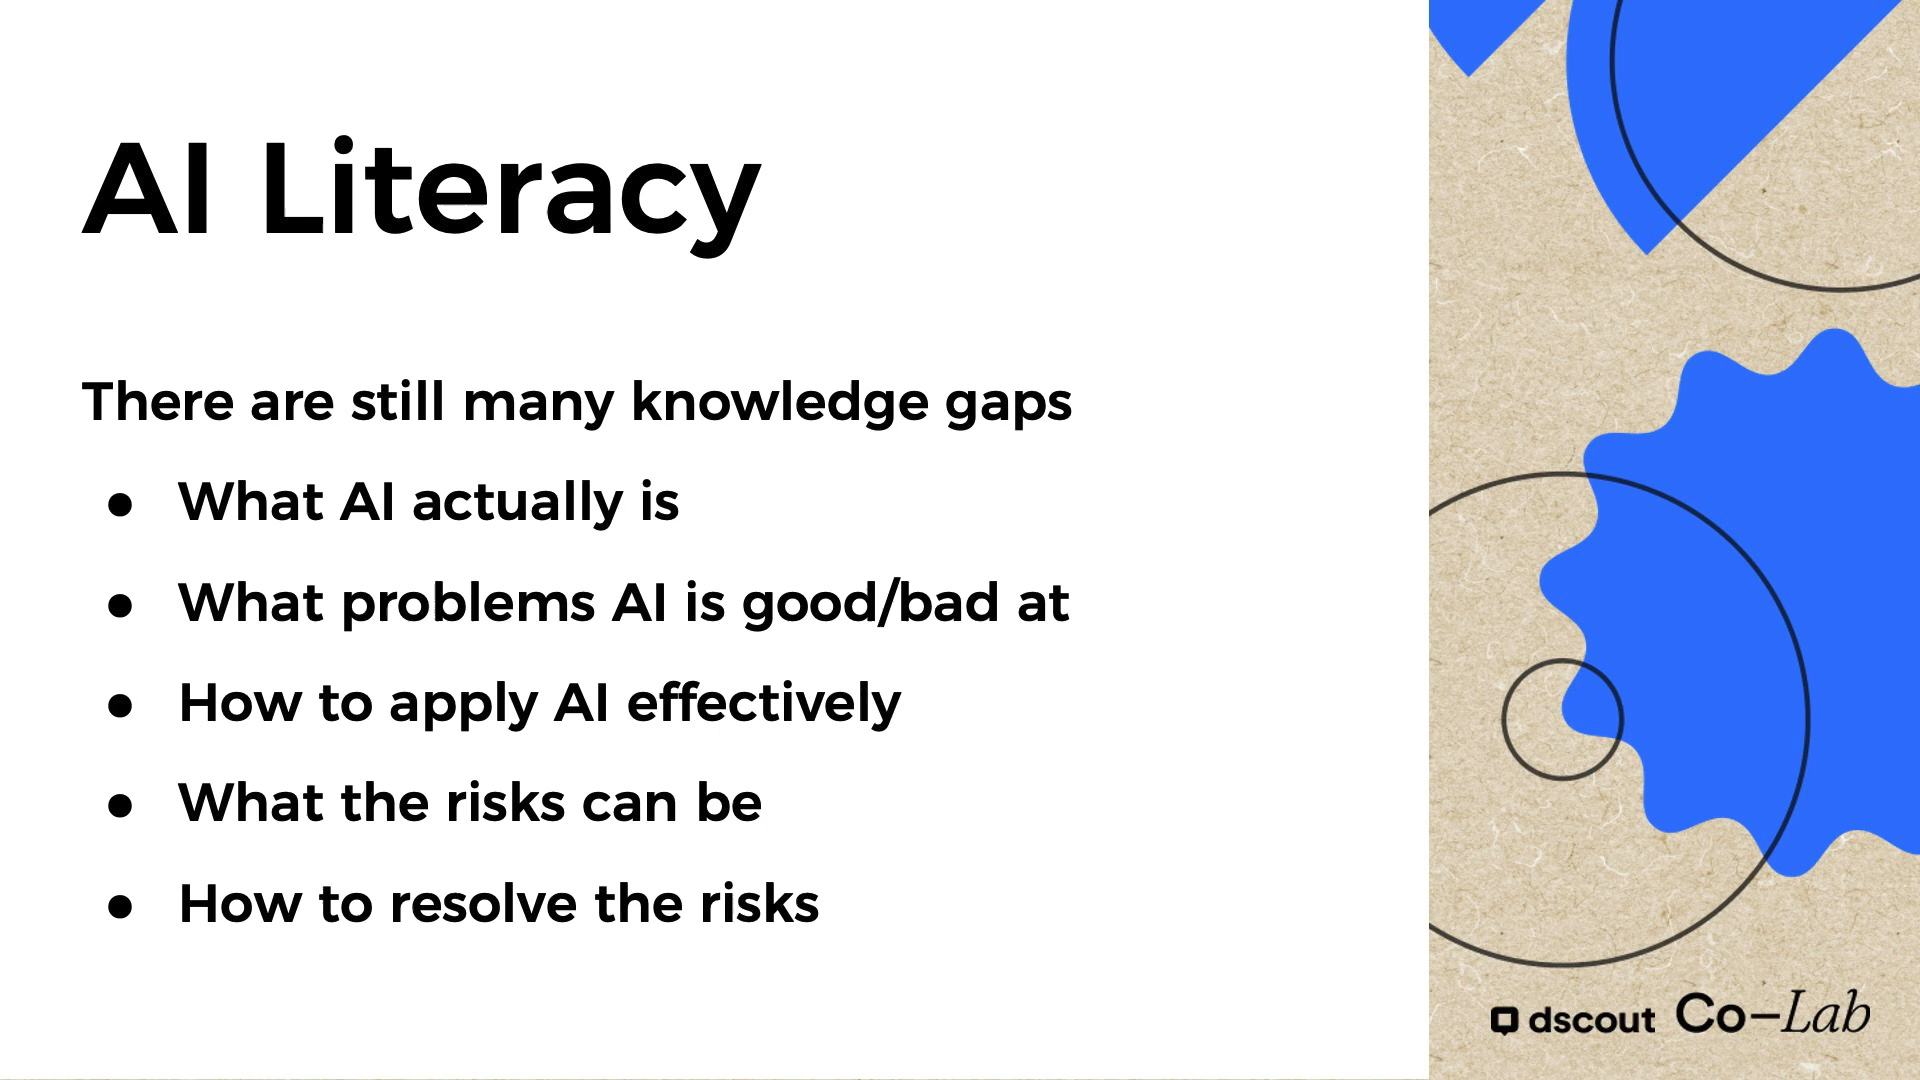 AI Literacy
There are still many knowledge gaps
● What AI actually is
● What problems AI is good/bad at
● How to apply AI effectively
● What the risks can be
● How to resolve the risks
dscout Co–Lab